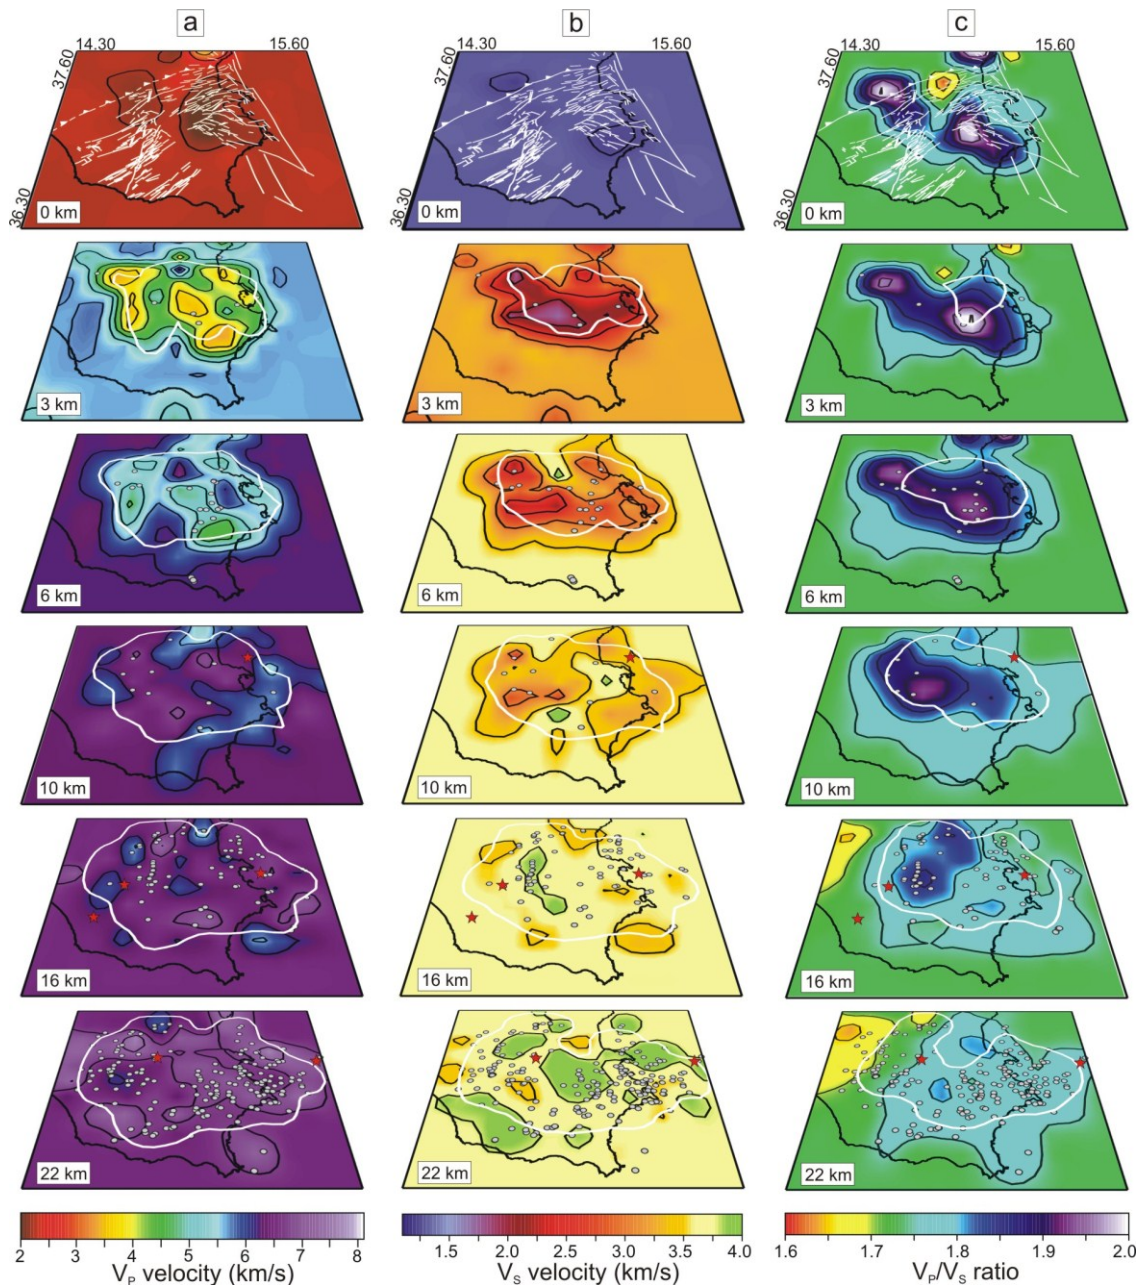 a b c
14.30 15.60 14.30 15.60 14.30 15.60
37.60 37.60 37.60
36.30 36.30 36.30
0 km 0 km 0 km
3 km 3 km 3 km
6 km 6 km 6 km
10 km 10 km 10 km
16 km 16 km 16 km
22 km 22 km 22 km
2 3 4 5 6 7 8 1.5 2.0 2.5 3.0 3.5 4.0 1.6 1.7 1.8 1.9 2.0
VP velocity (km/s) VS velocity (km/s) VP/VS ratio